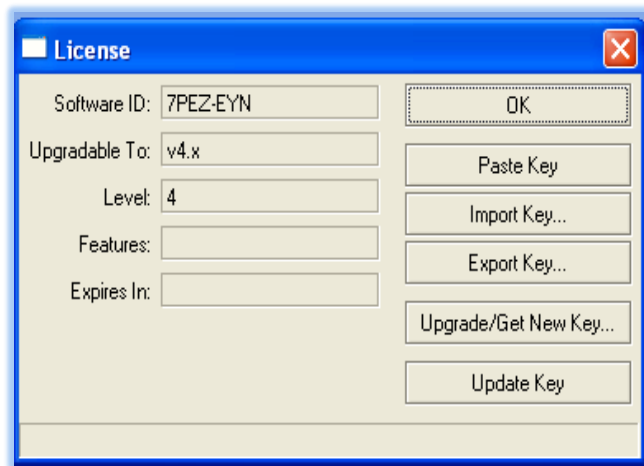 License
Software ID: 7PEZ-EYN
Upgradable To: v4.x
Level: 4
Features:
Expires In:
OK
Paste Key
Import Key...
Export Key...
Upgrade/Get New Key...
Update Key